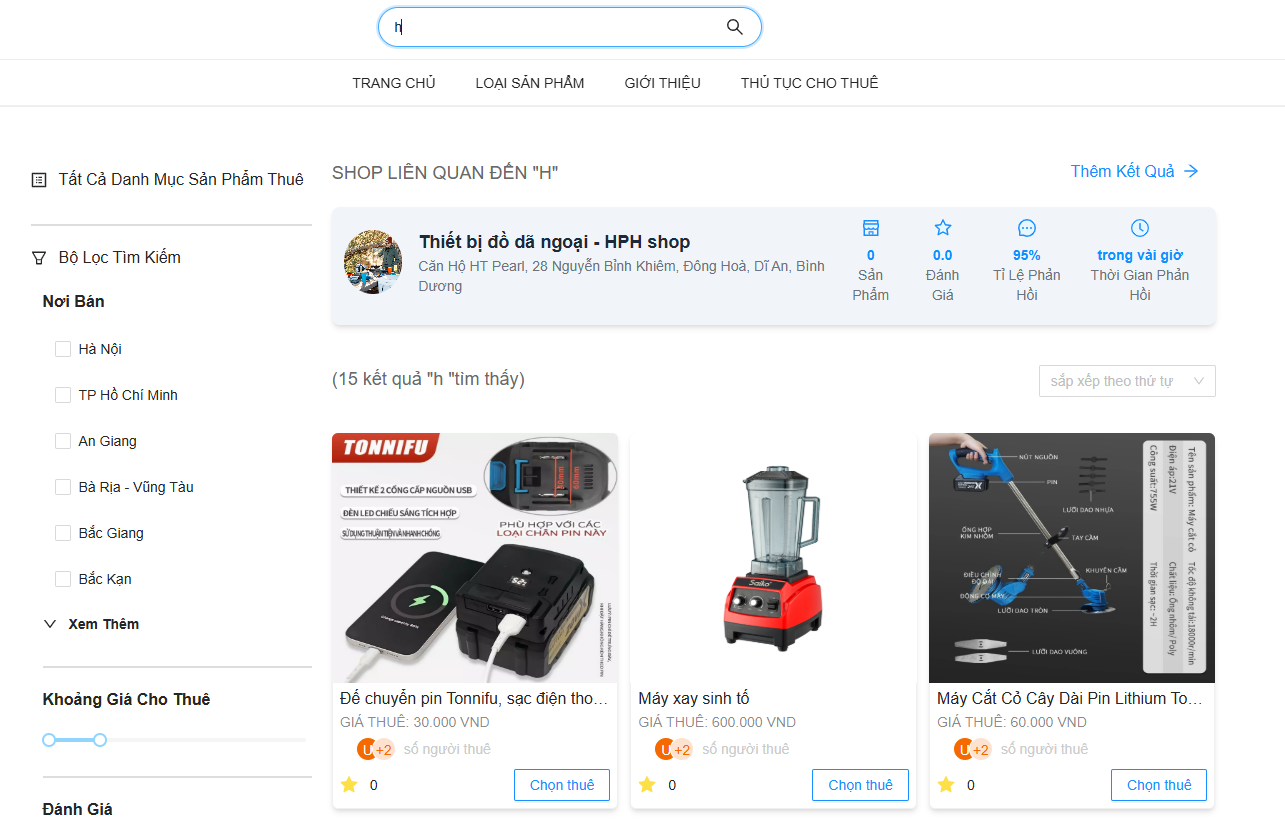 h
TRANG CHỦ
LOẠI SẢN PHẨM
GIỚI THIỆU
THỦ TỤC CHO THUÊ
Tất Cả Danh Mục Sản Phẩm Thuê
Bộ Lọc Tìm Kiếm
Nơi Bán
Hà Nội
TP Hồ Chí Minh
An Giang
Bà Rịa - Vũng Tàu
Bắc Giang
Bắc Kạn
Xem Thêm
Khoảng Giá Cho Thuê
Đánh Giá
SHOP LIÊN QUAN ĐẾN "H"
Thêm Kết Quả
Thiết bị đồ dã ngoại - HPH shop
Căn Hộ HT Pearl, 28 Nguyễn Bỉnh Khiêm, Đông Hoà, Dĩ An, Bình
Dương
0
Sản
Phẩm
0.0
Đánh
Giá
95%
Tỉ Lệ Phản
Hồi
trong vài giờ
Thời Gian Phản
Hồi
(15 kết quả "h "tìm thấy)
sắp xếp theo thứ tự
TONNIFU
THIẾT KẾ 2 CỔNG CẤP NGUỒN USB
ĐÈN LED CHIẾU SÁNG TÍCH HỢP
SỬ DỤNG THUẬN TIỆN VÀ NHANH CHÓNG
PHÙ HỢP VỚI CÁC
LOẠI CHÂN PIN NÀY
Đế chuyển pin Tonnifu, sạc điện tho...
GIÁ THUÊ: 30.000 VND
U +2 số người thuê
0
Chọn thuê
Saiko
Máy xay sinh tố
GIÁ THUÊ: 600.000 VND
U +2 số người thuê
0
Chọn thuê
NÚT NGUỒN
PIN
LƯỠI DAO NHỰA
ỐNG HỢP
KIM NHÔM
TAY CẦM
KHUYÊN CẦM
ĐIỀU CHỈNH
ĐỘ DÀI
ĐỘNG CƠ MÁY
LƯỠI DAO TRÒN
LƯỠI DAO VUÔNG
Tên sản phẩm: Máy cắt cỏ
Tốc độ không tải:18000r/min
Điện áp:21V
Chất liệu: Ống nhôm/ Poly
Công suất:755W
Thời gian sạc: ~2H
Máy Cắt Cỏ Cây Dài Pin Lithium To...
GIÁ THUÊ: 60.000 VND
U +2 số người thuê
0
Chọn thuê